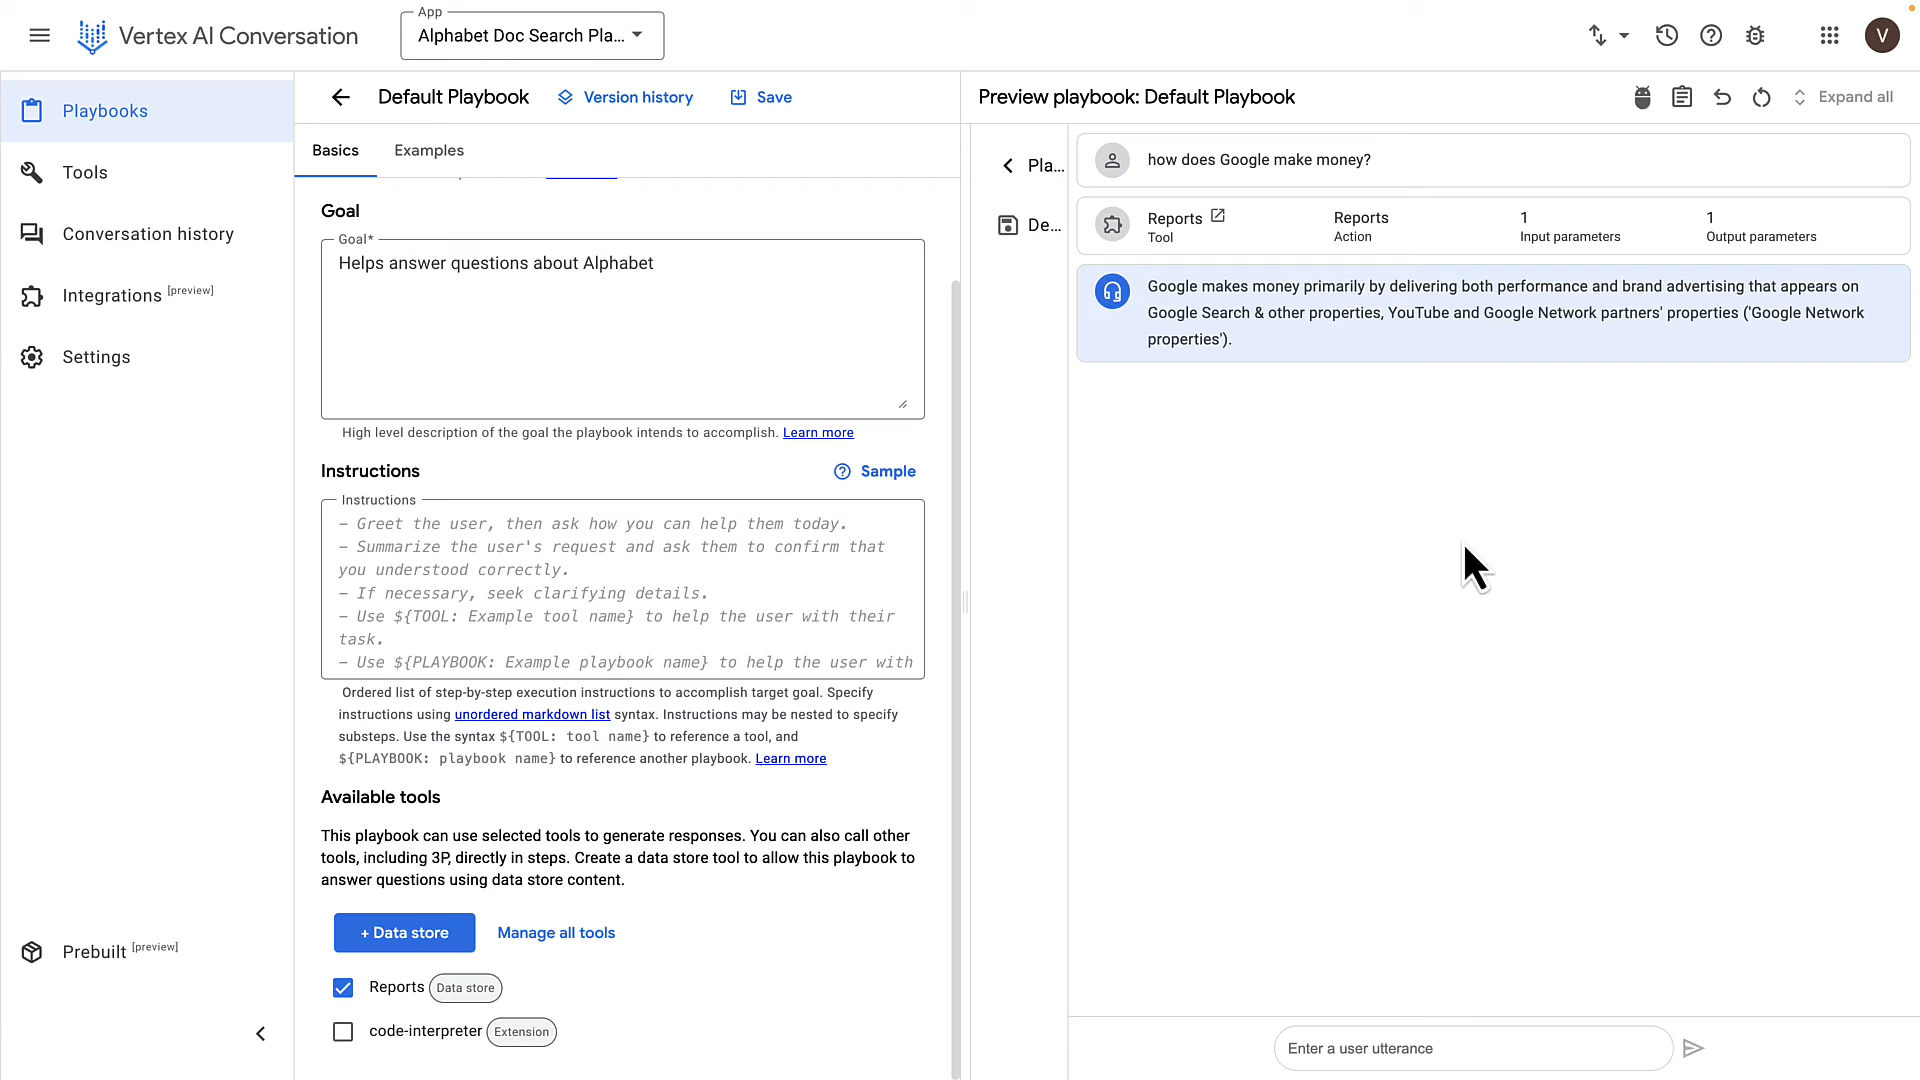 Vertex AI Conversation
App
Alphabet Doc Search Pla...
V
Playbooks
Tools
Conversation history
Integrations [preview]
Settings
Prebuilt [preview]
Default Playbook
Version history
Save
Basics
Examples
Goal
Goal*
Helps answer questions about Alphabet
High level description of the goal the playbook intends to accomplish. Learn more
Instructions
Sample
Instructions
- Greet the user, then ask how you can help them today.
- Summarize the user's request and ask them to confirm that
you understood correctly.
- If necessary, seek clarifying details.
- Use ${TOOL: Example tool name} to help the user with their
task.
- Use ${PLAYBOOK: Example playbook name} to help the user with
Ordered list of step-by-step execution instructions to accomplish target goal. Specify
instructions using unordered markdown list syntax. Instructions may be nested to specify
substeps. Use the syntax ${TOOL: tool name} to reference a tool, and
${PLAYBOOK: playbook name} to reference another playbook. Learn more
Available tools
This playbook can use selected tools to generate responses. You can also call other
tools, including 3P, directly in steps. Create a data store tool to allow this playbook to
answer questions using data store content.
+ Data store
Manage all tools
Reports Data store
code-interpreter Extension
Preview playbook: Default Playbook
Expand all
Pla...
De...
how does Google make money?
Reports
Tool
Reports
Action
1
Input parameters
1
Output parameters
Google makes money primarily by delivering both performance and brand advertising that appears on
Google Search & other properties, YouTube and Google Network partners' properties ('Google Network
properties').
Enter a user utterance